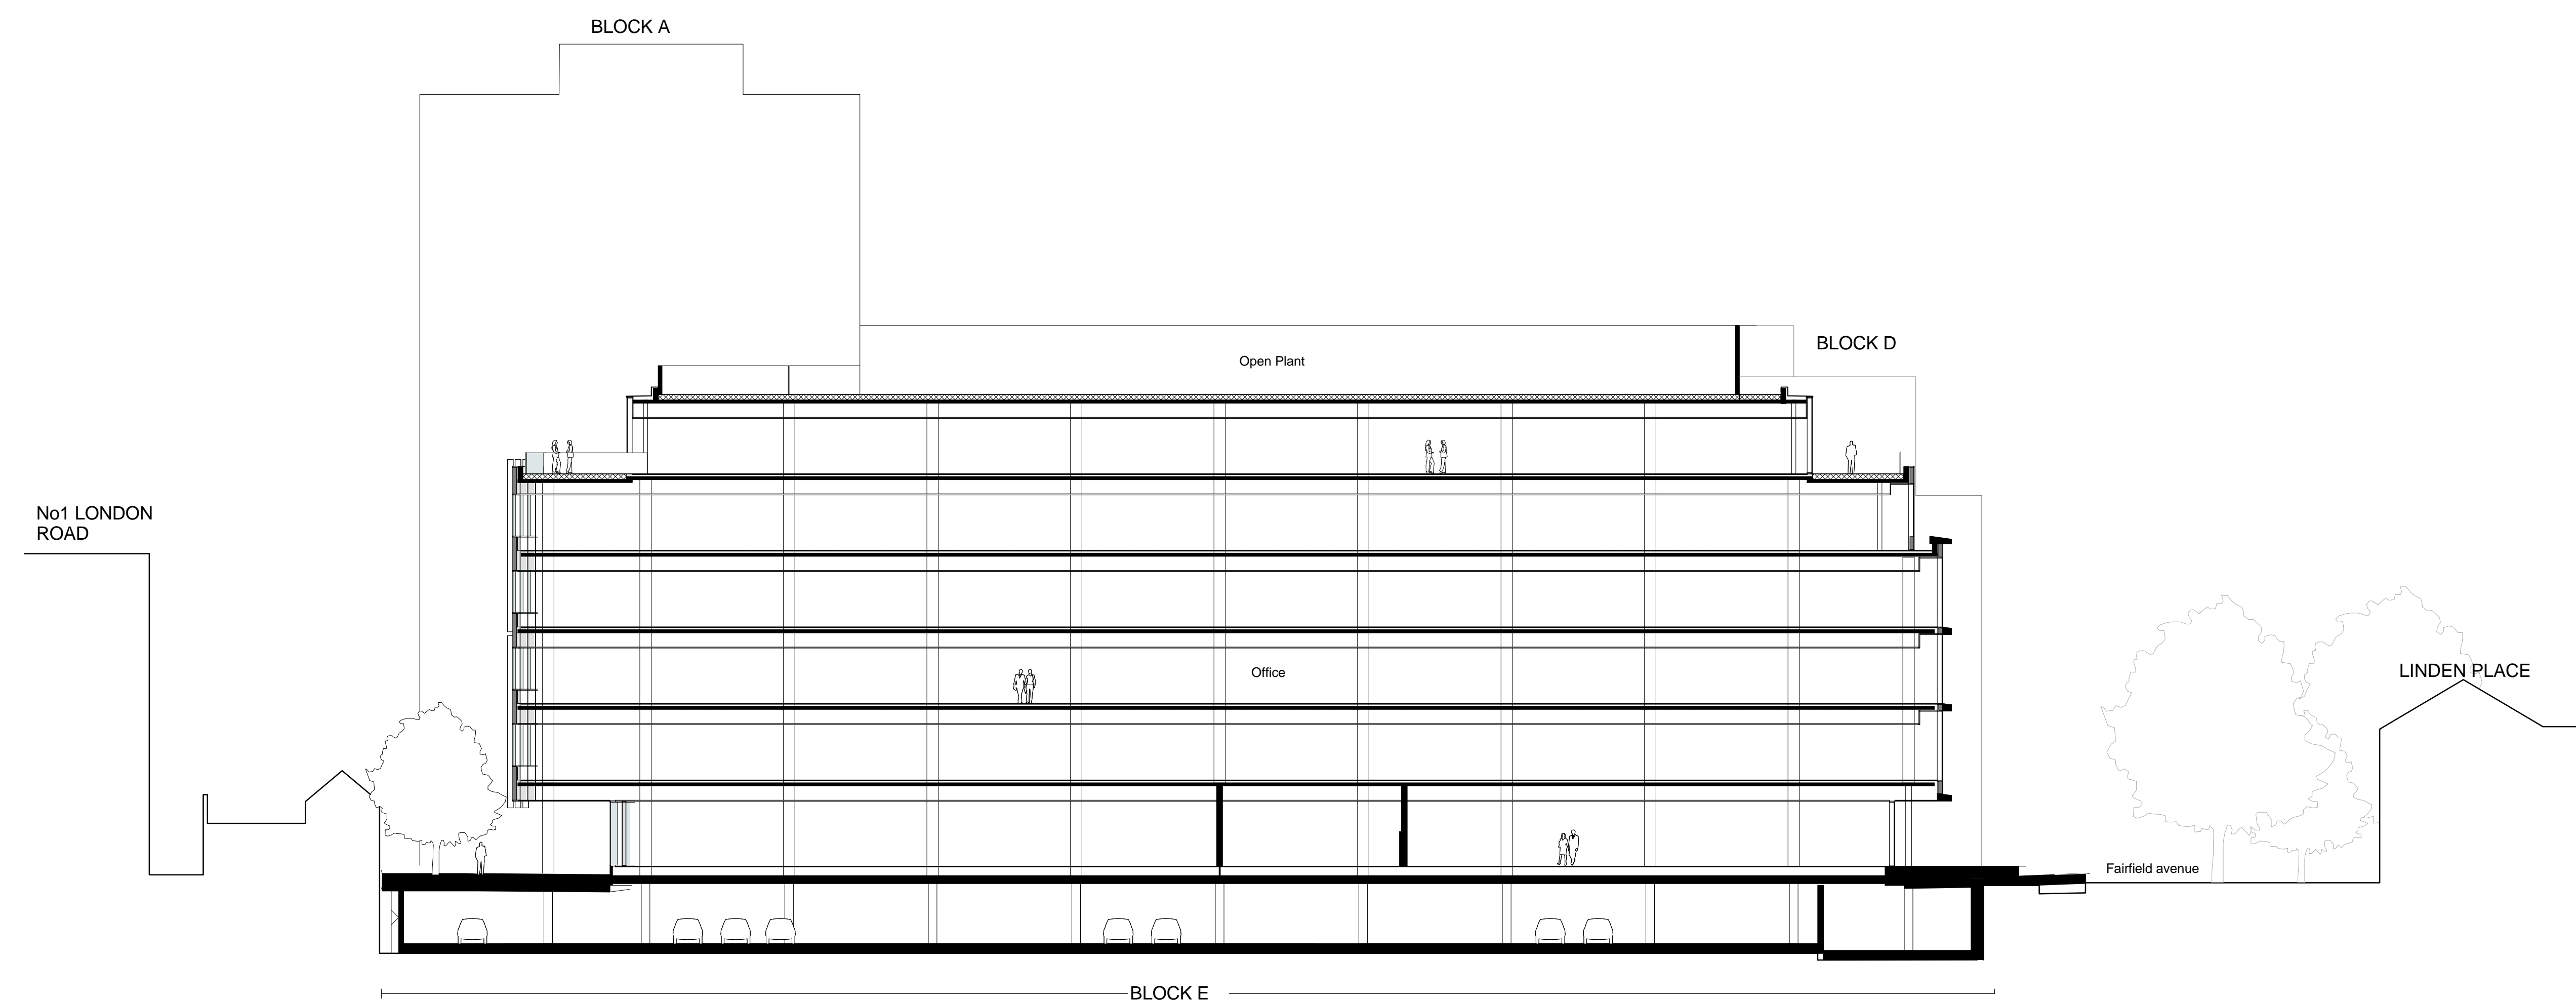 BLOCK A
Open Plant
BLOCK D
No1 LONDON
ROAD
Office
LINDEN PLACE
Fairfield avenue
BLOCK E